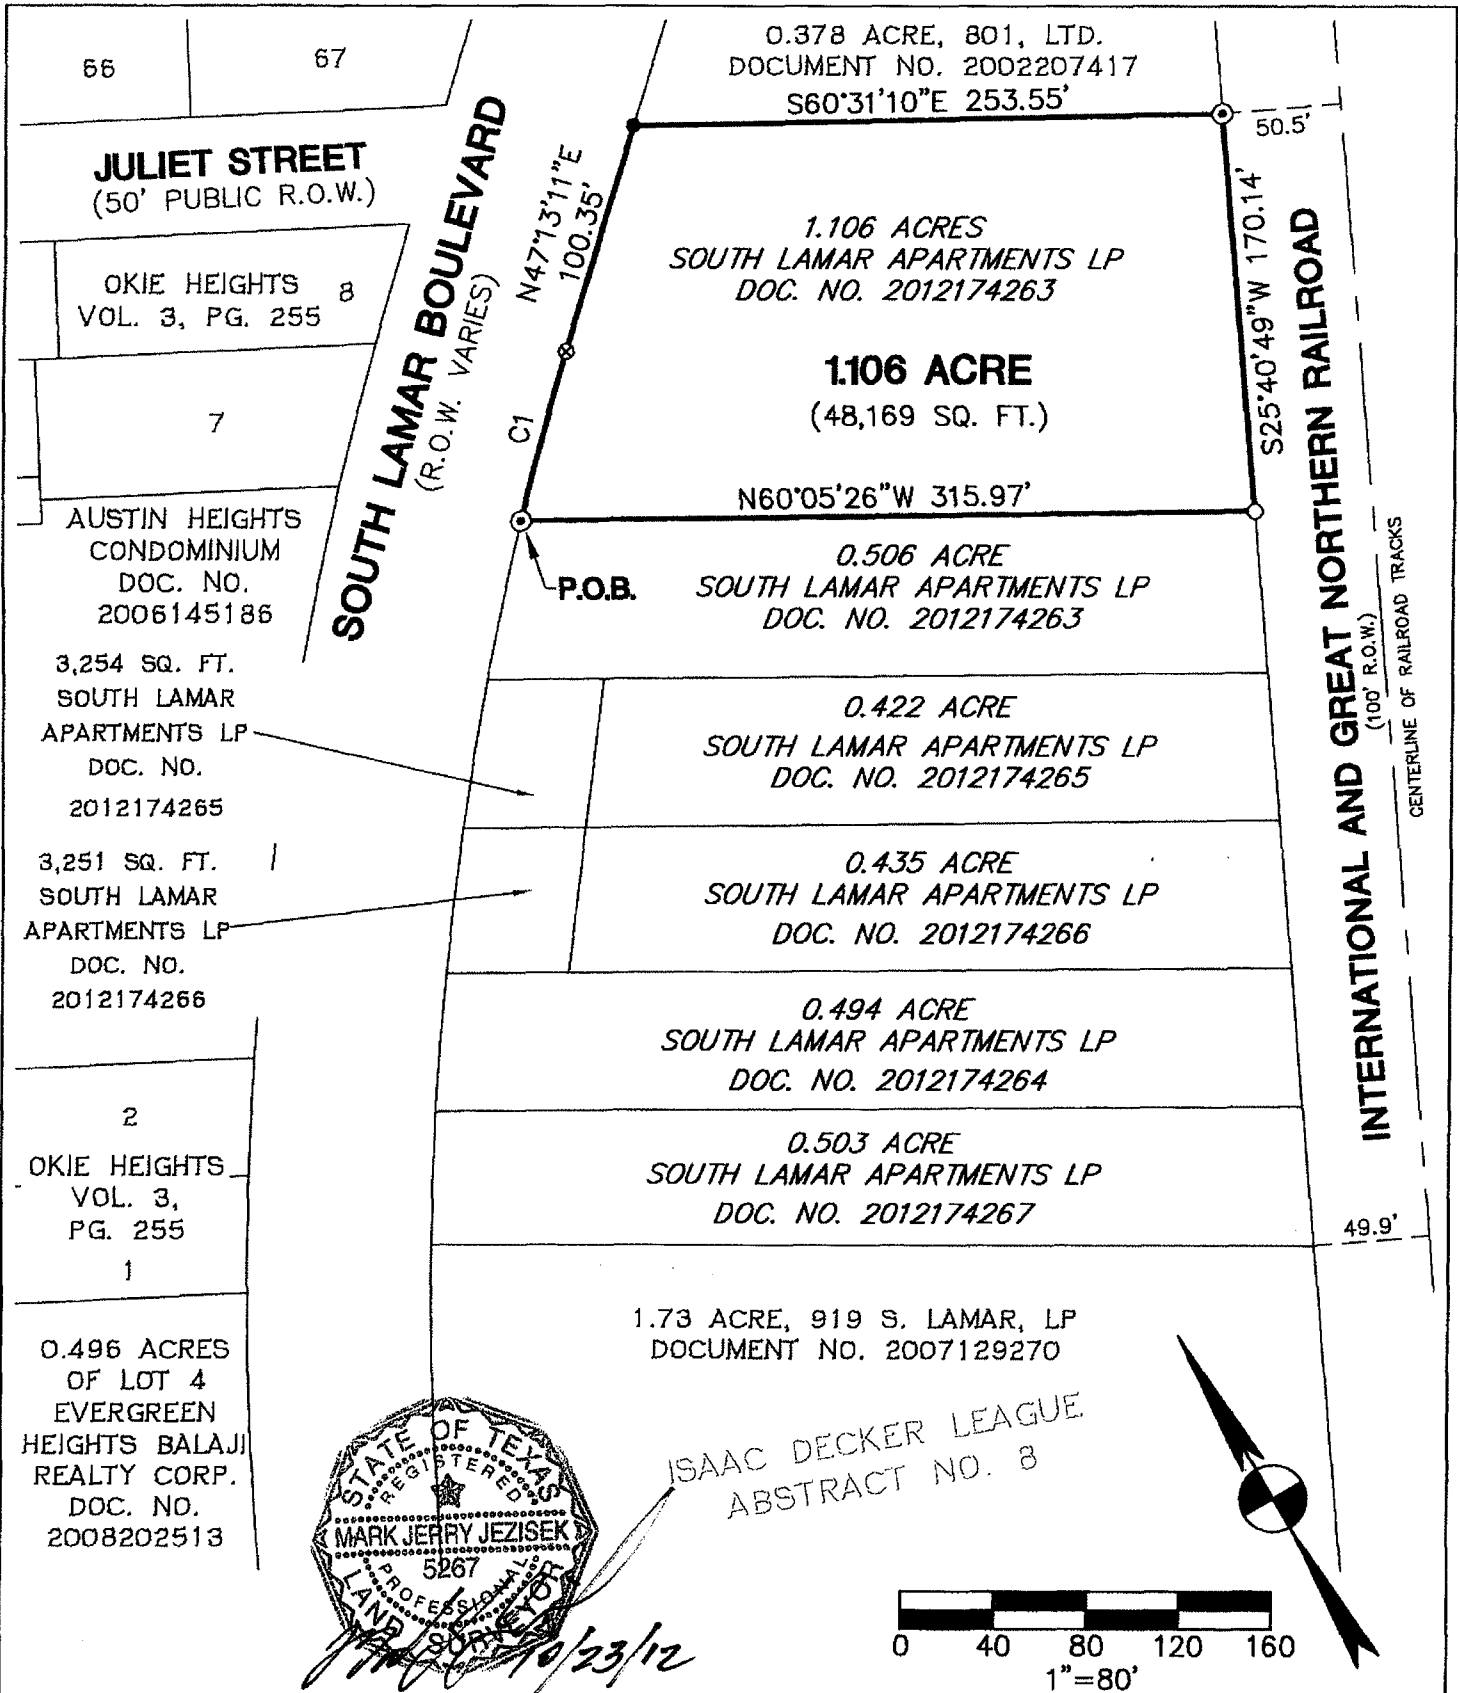 66
67
0.378 ACRE, 801, LTD.
DOCUMENT NO. 2002207417
S60°31'10"E 253.55'
50.5'
JULIET STREET
(50' PUBLIC R.O.W.)
SOUTH LAMAR BOULEVARD
(R.O.W. VARIES)
N47°13'11"E
100.35'
C1
OKIE HEIGHTS
VOL. 3, PG. 255
8
7
1.106 ACRES
SOUTH LAMAR APARTMENTS LP
DOC. NO. 2012174263
1.106 ACRE
(48,169 SQ. FT.)
S25°40'49"W 170.14'
N60°05'26"W 315.97'
P.O.B.
INTERNATIONAL AND GREAT NORTHERN RAILROAD
(100' R.O.W.)
CENTERLINE OF RAILROAD TRACKS
AUSTIN HEIGHTS
CONDOMINIUM
DOC. NO.
2006145186
0.506 ACRE
SOUTH LAMAR APARTMENTS LP
DOC. NO. 2012174263
3,254 SQ. FT.
SOUTH LAMAR
APARTMENTS LP
DOC. NO.
2012174265
0.422 ACRE
SOUTH LAMAR APARTMENTS LP
DOC. NO. 2012174265
3,251 SQ. FT.
SOUTH LAMAR
APARTMENTS LP
DOC. NO.
2012174266
0.435 ACRE
SOUTH LAMAR APARTMENTS LP
DOC. NO. 2012174266
0.494 ACRE
SOUTH LAMAR APARTMENTS LP
DOC. NO. 2012174264
2
OKIE HEIGHTS
VOL. 3,
PG. 255
1
0.503 ACRE
SOUTH LAMAR APARTMENTS LP
DOC. NO. 2012174267
49.9'
1.73 ACRE, 919 S. LAMAR, LP
DOCUMENT NO. 2007129270
0.496 ACRES
OF LOT 4
EVERGREEN
HEIGHTS BALAJI
REALTY CORP.
DOC. NO.
2008202513
ISAAC DECKER LEAGUE
ABSTRACT NO. 8
STATE OF TEXAS
REGISTERED
MARK JERRY JEZISEK
5267
PROFESSIONAL
LAND SURVEYOR
10/23/12
0 40 80 120 160
1"=80'